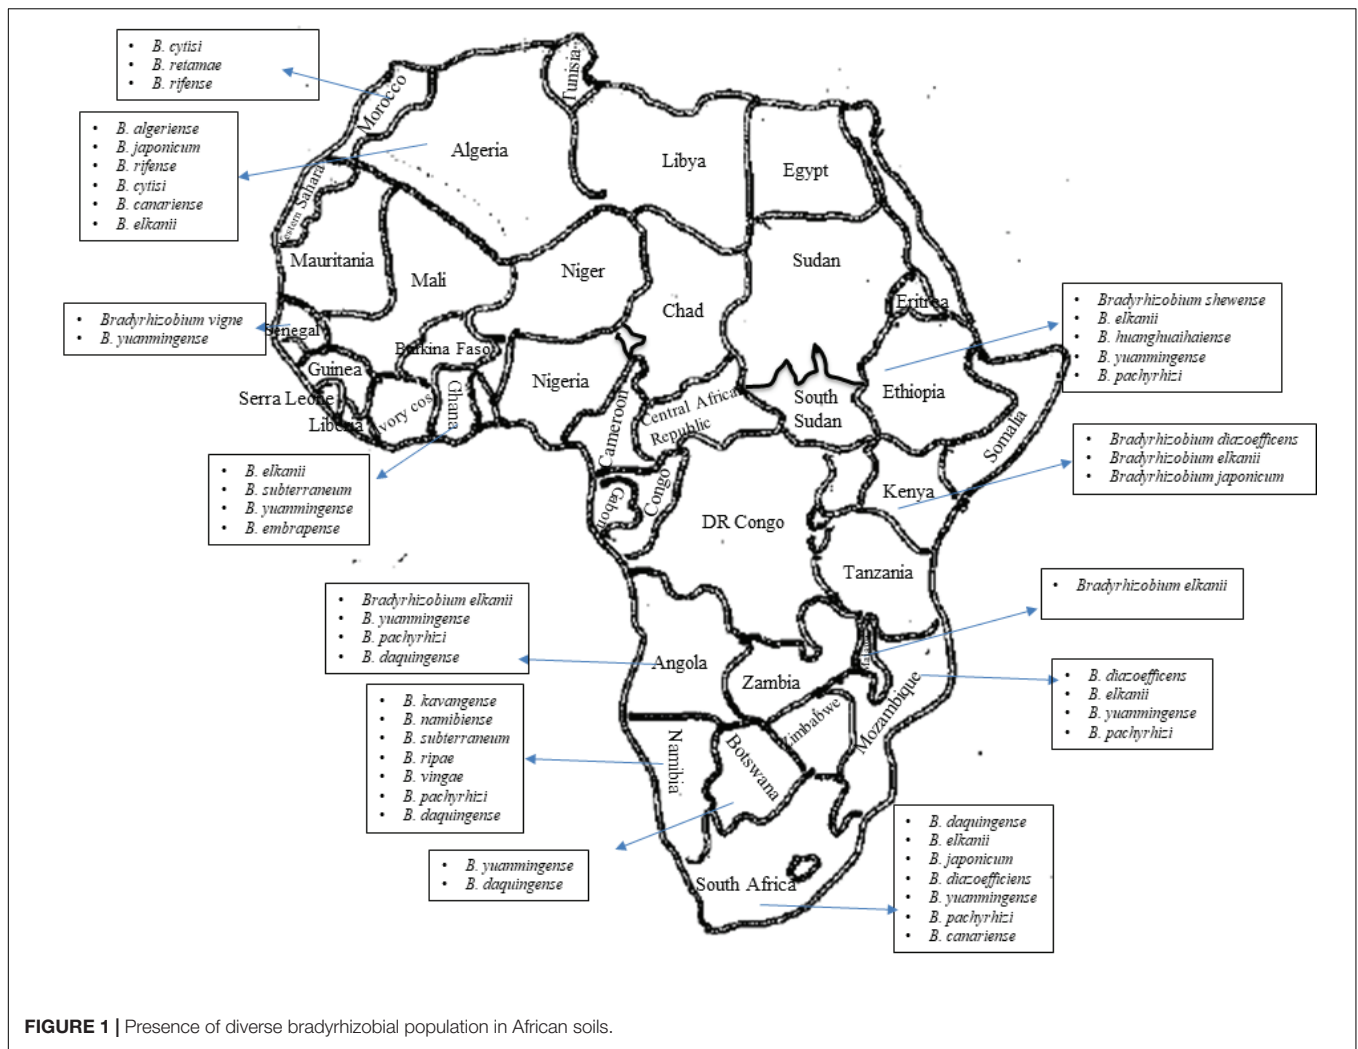 • B. cytisi
• B. retamae
• B. rifense
• B. algeriense
• B. japonicum
• B. rifense
• B. cytisi
• B. canariense
• B. elkanii
• Bradyrhizobium vigne
• B. yuanmingense
• B. elkanii
• B. subterraneum
• B. yuanmingense
• B. embrapense
• Bradyrhizobium elkanii
• B. yuanmingense
• B. pachyrhizi
• B. daquingense
• B. kavangense
• B. namibiense
• B. subterraneum
• B. ripae
• B. vingae
• B. pachyrhizi
• B. daquingense
• B. yuanmingense
• B. daquingense
Morocco
Tunisia
Algeria
Libya
Egypt
estern Sahara
Mauritania
Mali
Niger
Chad
Sudan
Eritrea
Senegal
Burkina Faso
Guinea
Serra Leone
Liberia
vory cos
Ghana
Nigeria
Cameroon
Central Africa
Republic
South
Sudan
Ethiopia
Somalia
Gabon
Congo
DR Congo
Kenya
Tanzania
Angola
Zambia
Malawi
Mozambique
Zimbabwe
Namibia
Botswana
South Africa
• Bradyrhizobium shewense
• B. elkanii
• B. huanghuaihaiense
• B. yuanmingense
• B. pachyrhizi
• Bradyrhizobium diazoefficens
• Bradyrhizobium elkanii
• Bradyrhizobium japonicum
• Bradyrhizobium elkanii
• B. diazoefficens
• B. elkanii
• B. yuanmingense
• B. pachyrhizi
• B. daquingense
• B. elkanii
• B. japonicum
• B. diazoefficiens
• B. yuanmingense
• B. pachyrhizi
• B. canariense
FIGURE 1 | Presence of diverse bradyrhizobial population in African soils.